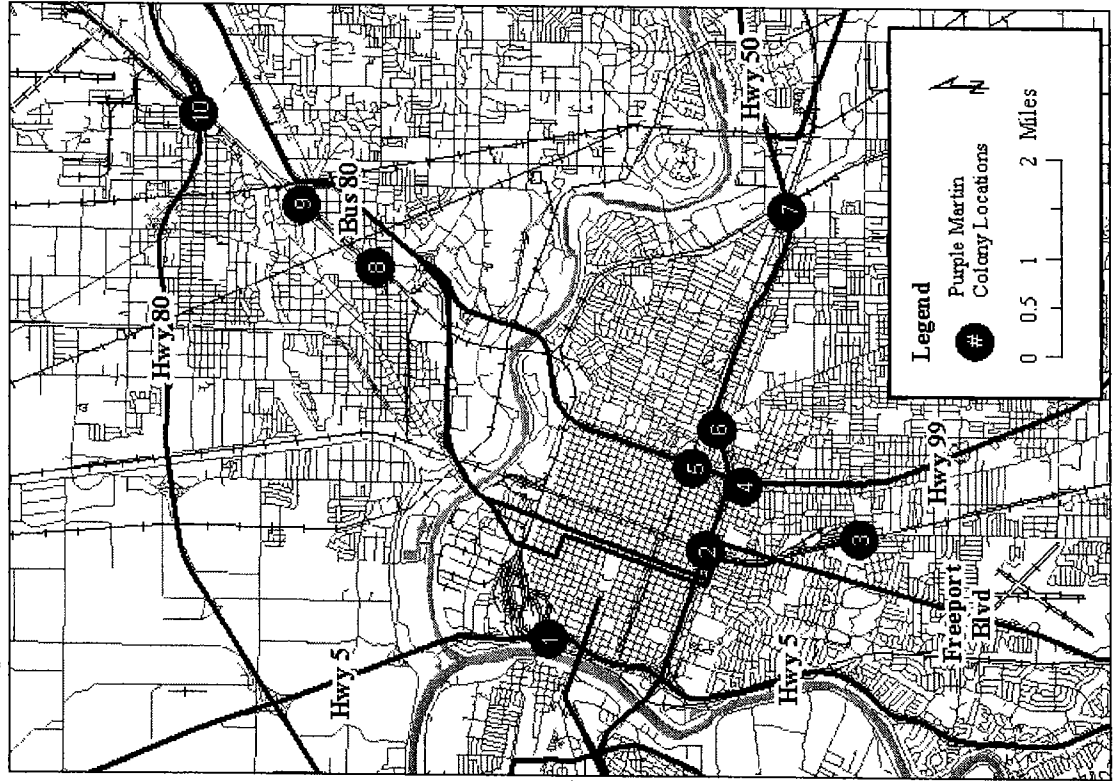 10
Hwy 50
9
Bus 80
8
7
Hwy 80
6
5
4
Hwy 99
2
3
1
Freeport
Blvd
Hwy 5
Hwy 5
Legend
#
Purple Martin
Colony Locations
N
0 0.5 1 2 Miles